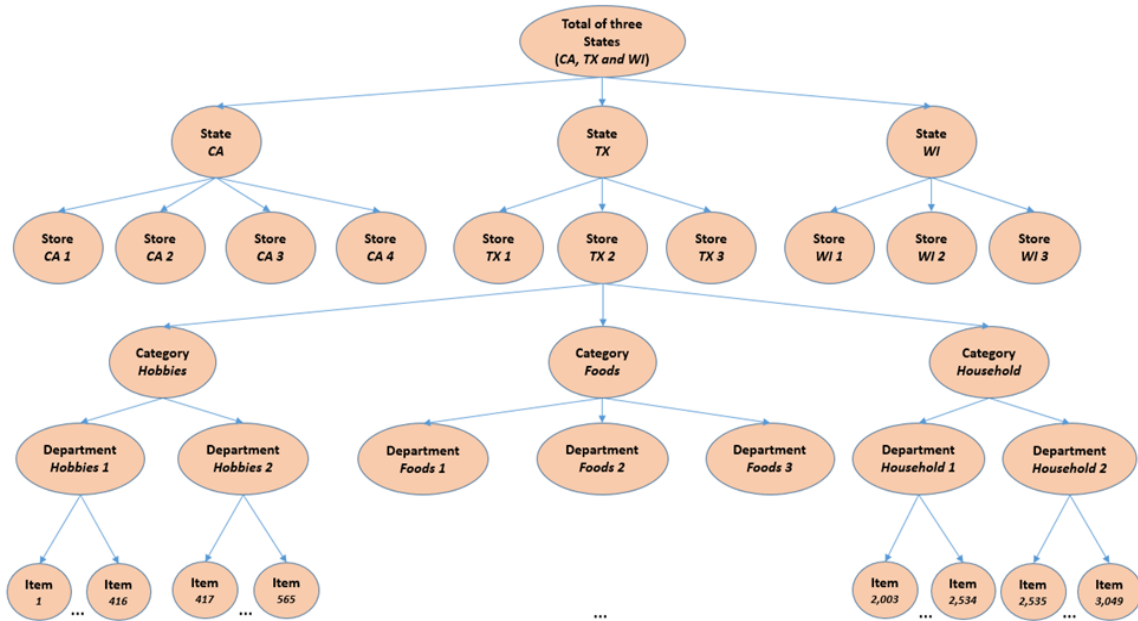 Total of three
States
(CA, TX and WI)
State
CA
State
TX
State
WI
Store
CA 1
Store
CA 2
Store
CA 3
Store
CA 4
Store
TX 1
Store
TX 2
Store
TX 3
Store
WI 1
Store
WI 2
Store
WI 3
Category
Hobbies
Category
Foods
Category
Household
Department
Hobbies 1
Department
Hobbies 2
Department
Foods 1
Department
Foods 2
Department
Foods 3
Department
Household 1
Department
Household 2
Item
1
...
Item
416
Item
417
...
Item
565
...
Item
2,003
...
Item
2,534
Item
2,535
...
Item
3,049